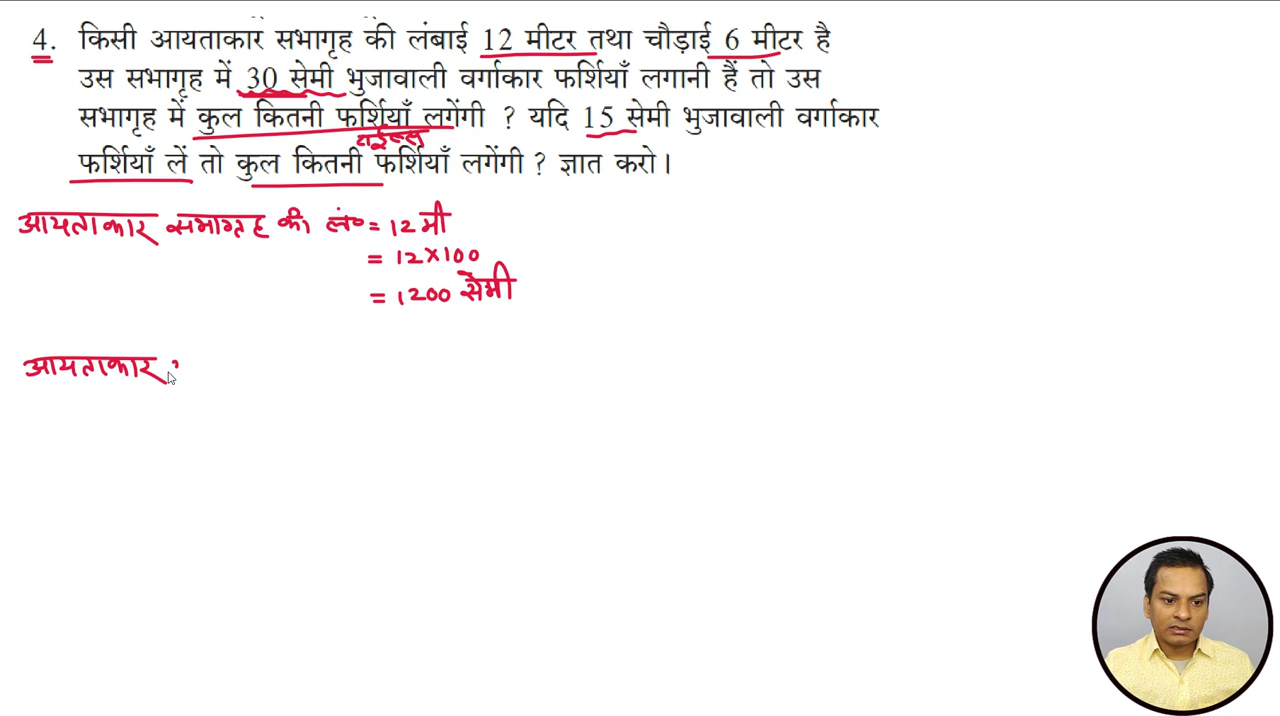 4. किसी आयताकार सभागृह की लंबाई 12 मीटर तथा चौड़ाई 6 मीटर है
उस सभागृह में 30 सेमी भुजावाली वर्गाकार फर्शियाँ लगानी हैं तो उस
सभागृह में कुल कितनी फर्शियाँ लगेंगी ? यदि 15 सेमी भुजावाली वर्गाकार
टाईल्स
फर्शियाँ लें तो कुल कितनी फर्शियाँ लगेंगी ? ज्ञात करो।
आयताकार सभागृह की लं० = 12 मी
= 12×100
= 1200 सेमी
आयताकार